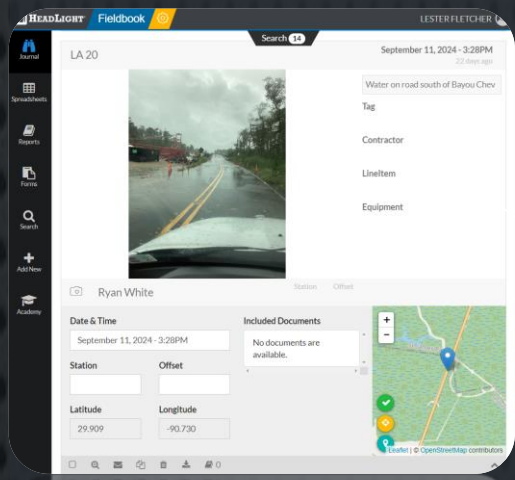 HEADLIGHT Fieldbook LESTER FLETCHER
Search 14
Journal
Spreadsheets
Reports
Forms
Search
Add New
Academy
LA 20
September 11, 2024 - 3:28PM
22 days ago
Water on road south of Bayou Chev
Tag
Contractor
LineItem
Equipment
Ryan White
Station Offset
Date & Time
September 11, 2024 - 3:28PM
Station Offset
Latitude Longitude
29.909 -90.730
Included Documents
No documents are
available.
+
-
Leaflet | © OpenStreetMap contributors
0